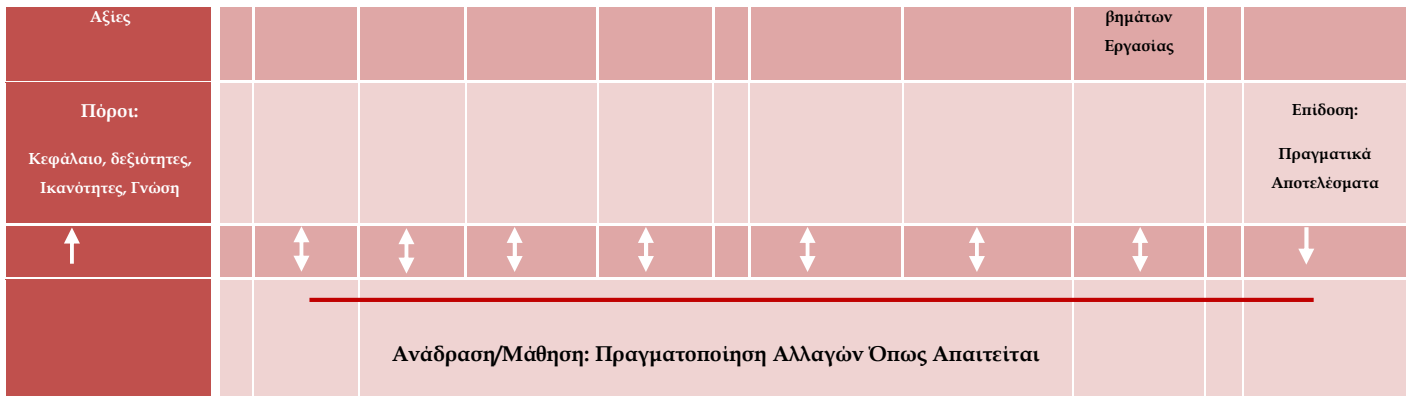 Αξίες
βημάτων
Εργασίας
Πόροι:
Κεφάλαιο, δεξιότητες,
Ικανότητες, Γνώση
Επίδοση:
Πραγματικά
Αποτελέσματα
Ανάδραση/Μάθηση: Πραγματοποίηση Αλλαγών Όπως Απαιτείται